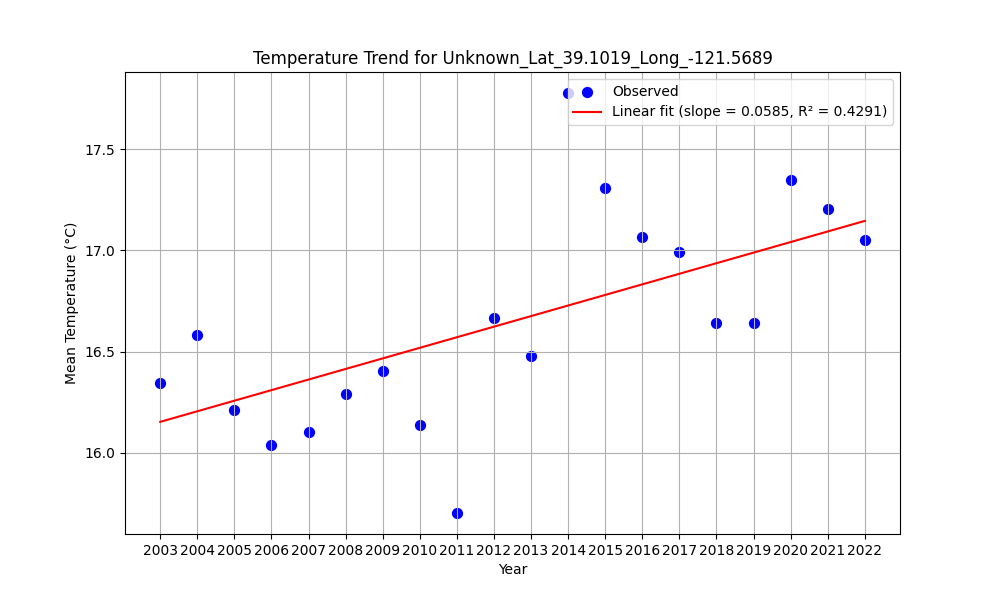 Temperature Trend for Unknown_Lat_39.1019_Long_-121.5689
Observed
Linear fit (slope = 0.0585, R² = 0.4291)
17.5
17.0
16.5
16.0
Mean Temperature (°C)
2003 2004 2005 2006 2007 2008 2009 2010 2011 2012 2013 2014 2015 2016 2017 2018 2019 2020 2021 2022
Year